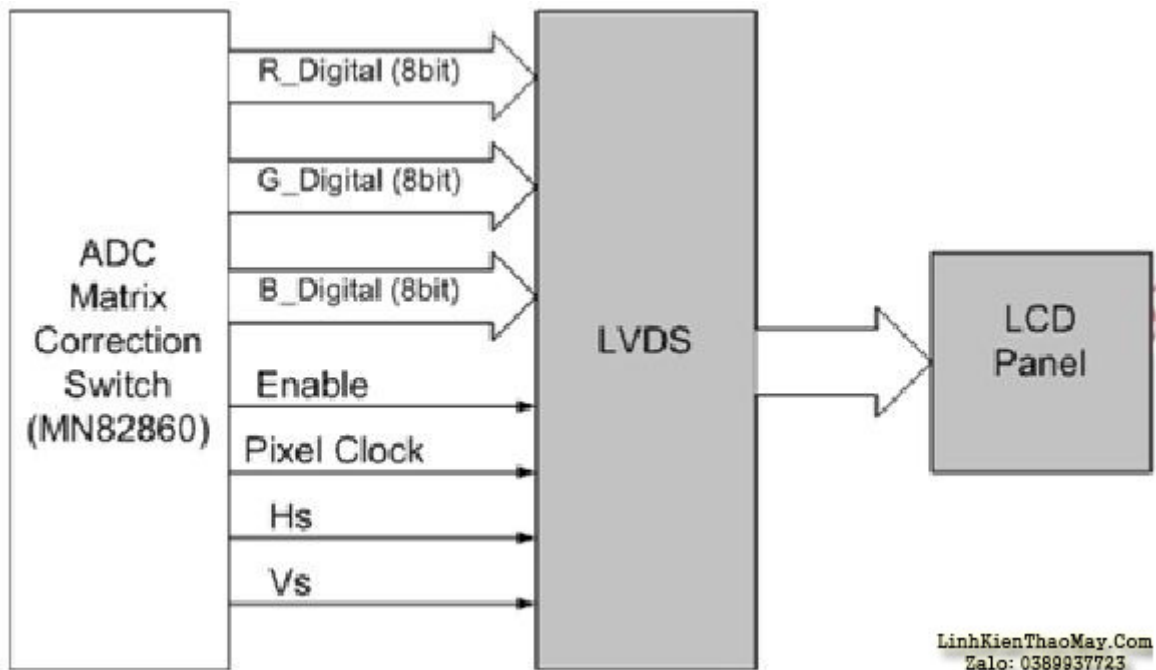 ADC
Matrix
Correction
Switch
(MN82860)
R_Digital (8bit)
G_Digital (8bit)
B_Digital (8bit)
Enable
Pixel Clock
Hs
Vs
LVDS
LCD
Panel
LinhKienThaoMay.Com
Zalo: 0389937723